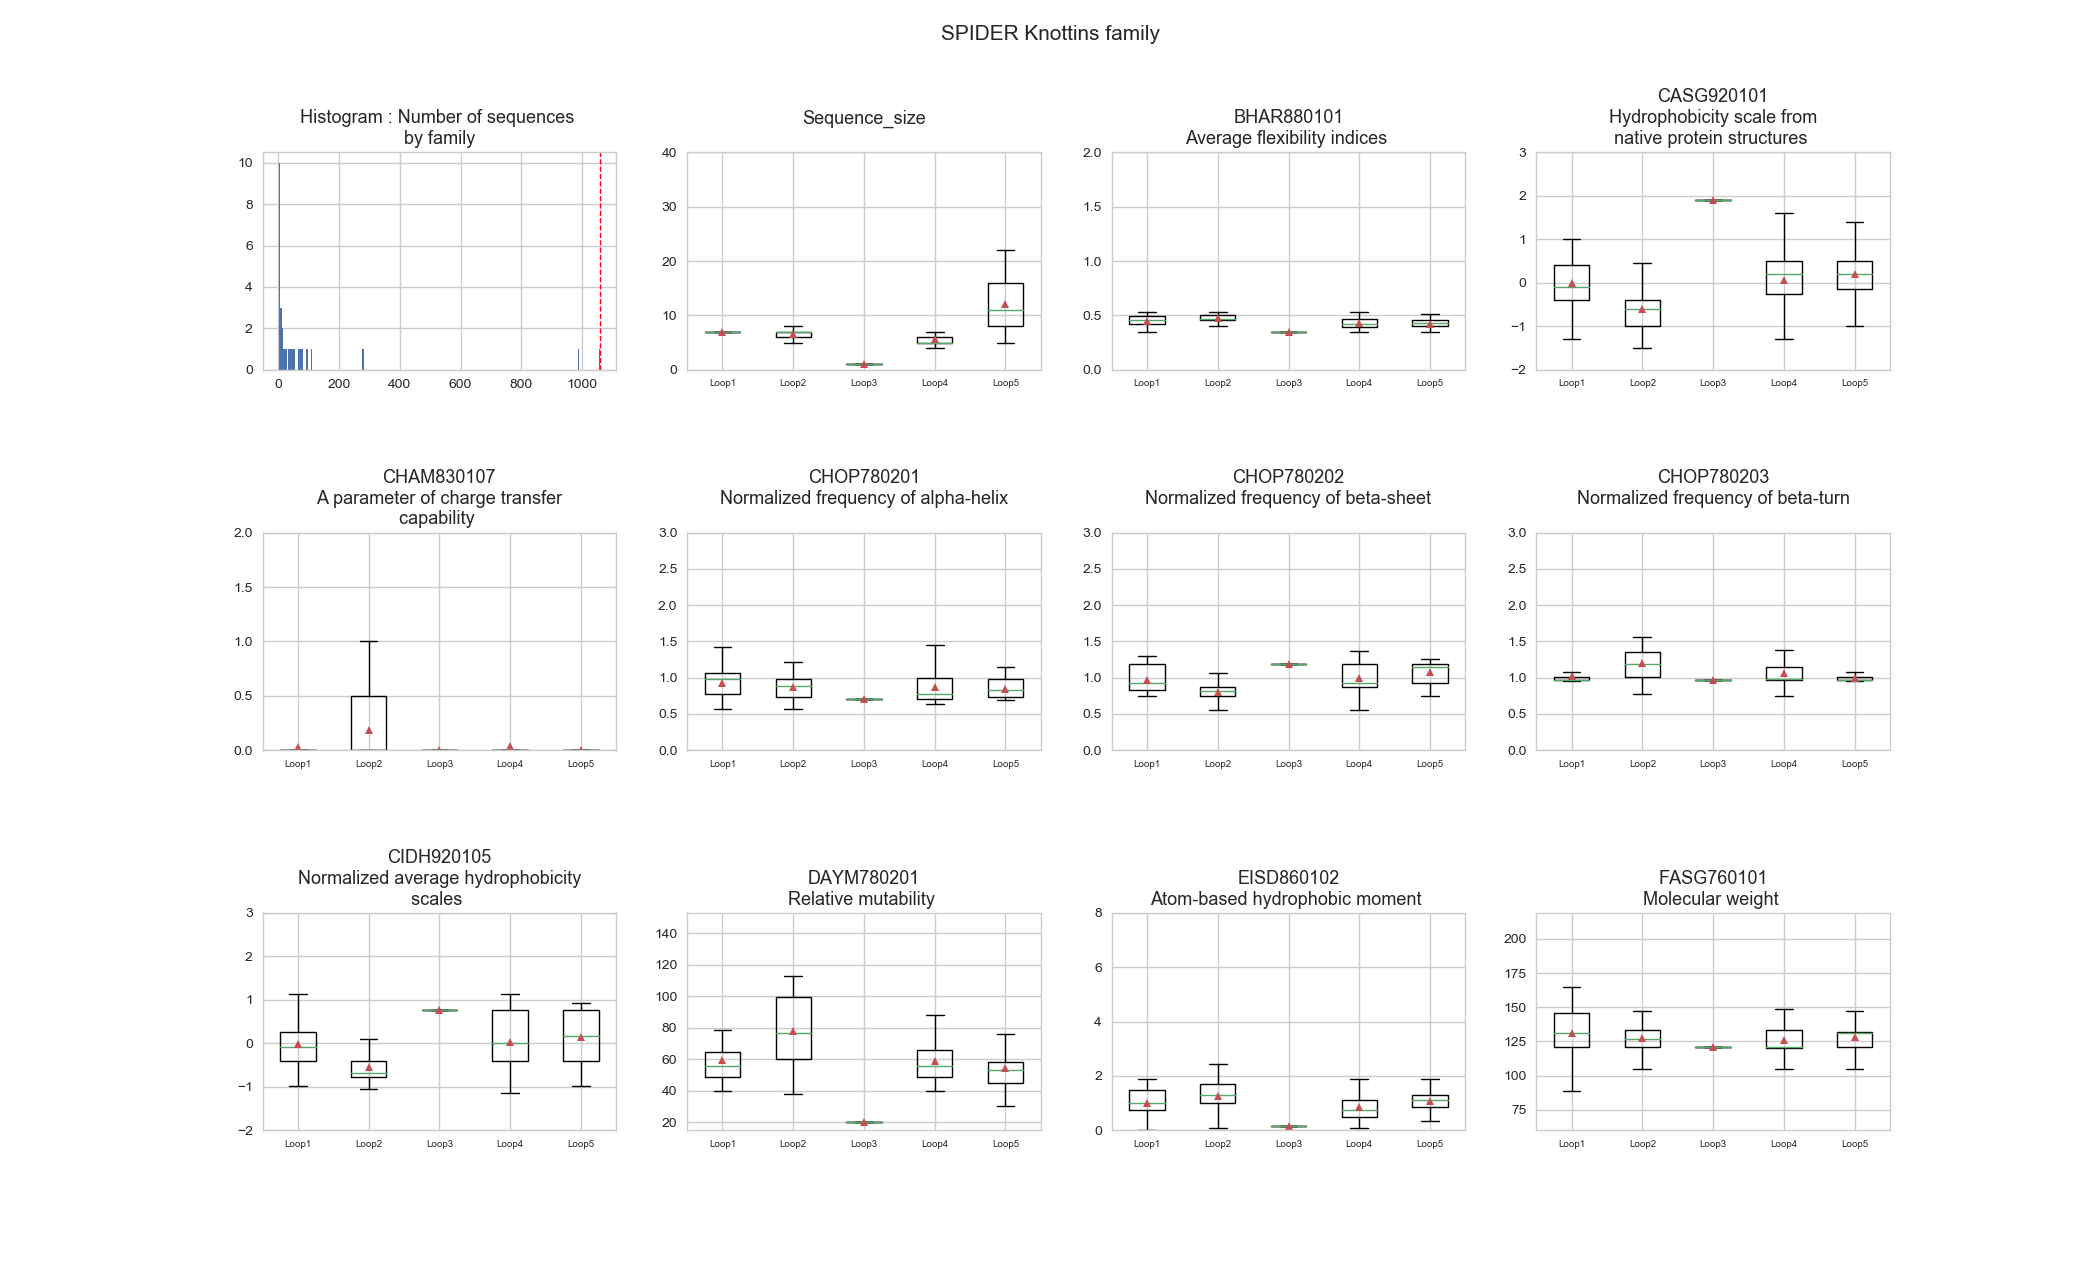 SPIDER Knottins family
Histogram : Number of sequences
by family
10
8
6
4
2
0
0 200 400 600 800 1000
Sequence_size
40
30
20
10
0
Loop1 Loop2 Loop3 Loop4 Loop5
BHAR880101
Average flexibility indices
2.0
1.5
1.0
0.5
0.0
Loop1 Loop2 Loop3 Loop4 Loop5
CASG920101
Hydrophobicity scale from
native protein structures
3
2
1
0
−1
−2
Loop1 Loop2 Loop3 Loop4 Loop5
CHAM830107
A parameter of charge transfer
capability
2.0
1.5
1.0
0.5
0.0
Loop1 Loop2 Loop3 Loop4 Loop5
CHOP780201
Normalized frequency of alpha-helix
3.0
2.5
2.0
1.5
1.0
0.5
0.0
Loop1 Loop2 Loop3 Loop4 Loop5
CHOP780202
Normalized frequency of beta-sheet
3.0
2.5
2.0
1.5
1.0
0.5
0.0
Loop1 Loop2 Loop3 Loop4 Loop5
CHOP780203
Normalized frequency of beta-turn
3.0
2.5
2.0
1.5
1.0
0.5
0.0
Loop1 Loop2 Loop3 Loop4 Loop5
CIDH920105
Normalized average hydrophobicity
scales
3
2
1
0
−1
−2
Loop1 Loop2 Loop3 Loop4 Loop5
DAYM780201
Relative mutability
140
120
100
80
60
40
20
Loop1 Loop2 Loop3 Loop4 Loop5
EISD860102
Atom-based hydrophobic moment
8
6
4
2
0
Loop1 Loop2 Loop3 Loop4 Loop5
FASG760101
Molecular weight
200
175
150
125
100
75
Loop1 Loop2 Loop3 Loop4 Loop5